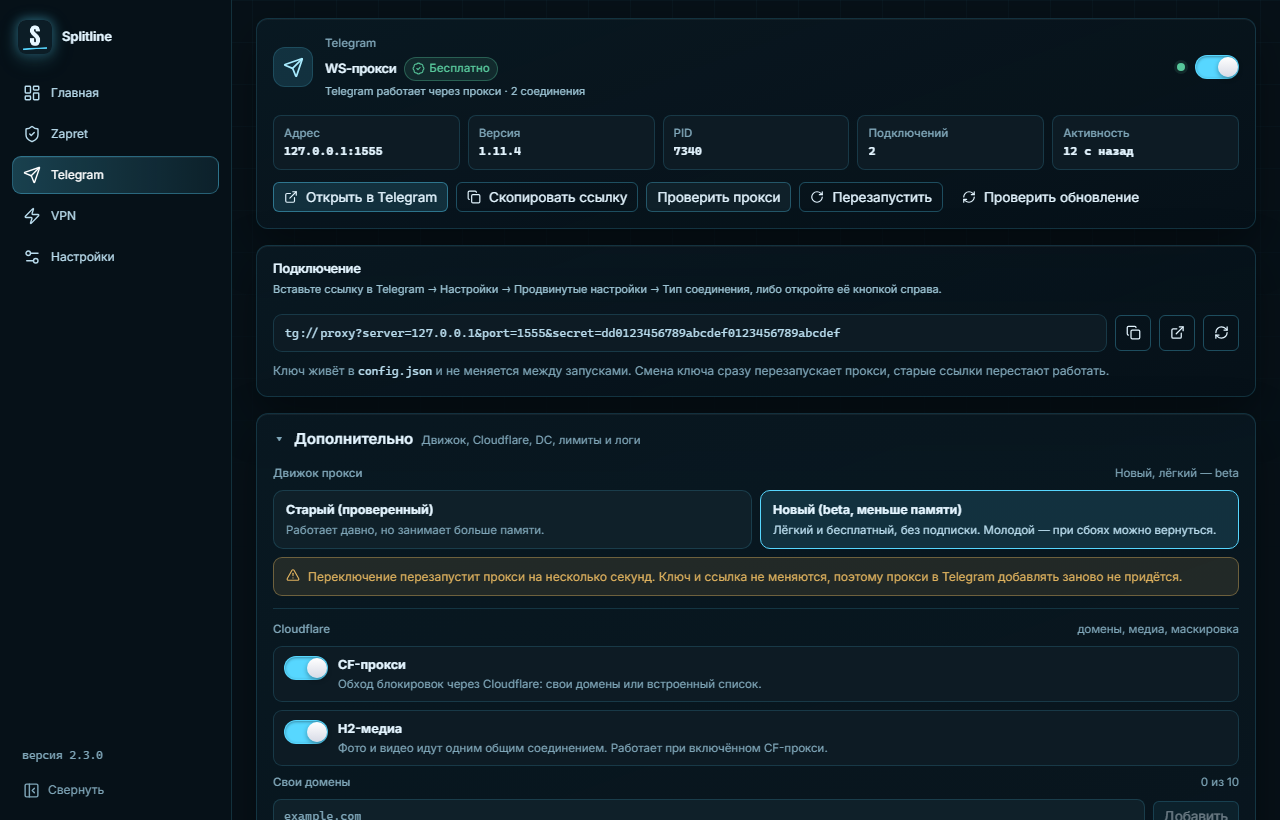 Splitline
Главная
Zapret
Telegram
VPN
Настройки
версия 2.3.0
Свернуть
Telegram
WS-прокси Бесплатно
Telegram работает через прокси · 2 соединения
Адрес
127.0.0.1:1555
Версия
1.11.4
PID
7340
Подключений
2
Активность
12 с назад
Открыть в Telegram
Скопировать ссылку
Проверить прокси
Перезапустить
Проверить обновление
Подключение
Вставьте ссылку в Telegram → Настройки → Продвинутые настройки → Тип соединения, либо откройте её кнопкой справа.
tg://proxy?server=127.0.0.1&port=1555&secret=dd0123456789abcdef0123456789abcdef
Ключ живёт в config.json и не меняется между запусками. Смена ключа сразу перезапускает прокси, старые ссылки перестают работать.
Дополнительно Движок, Cloudflare, DC, лимиты и логи
Движок прокси
Новый, лёгкий — beta
Старый (проверенный)
Работает давно, но занимает больше памяти.
Новый (beta, меньше памяти)
Лёгкий и бесплатный, без подписки. Молодой — при сбоях можно вернуться.
Переключение перезапустит прокси на несколько секунд. Ключ и ссылка не меняются, поэтому прокси в Telegram добавлять заново не придётся.
Cloudflare
домены, медиа, маскировка
CF-прокси
Обход блокировок через Cloudflare: свои домены или встроенный список.
H2-медиа
Фото и видео идут одним общим соединением. Работает при включённом CF-прокси.
Свои домены
0 из 10
example.com
Добавить